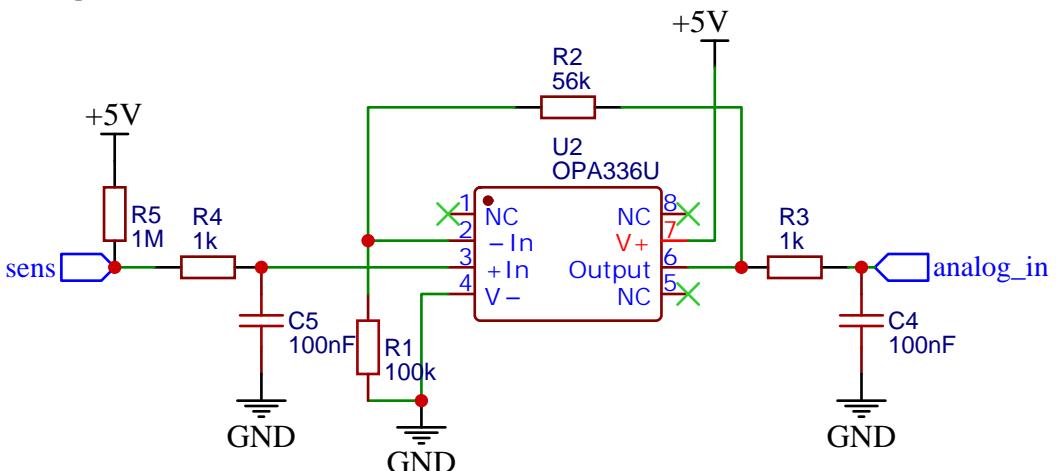 +5V
R2
56k
+5V
U2
OPA336U
R5
1M
R4
1k
sens
1
NC
2
-In
3
+In
4
V-
8
NC
7
V+
6
Output
5
NC
R3
1k
analog_in
C5
100nF
R1
100k
C4
100nF
GND
GND
GND